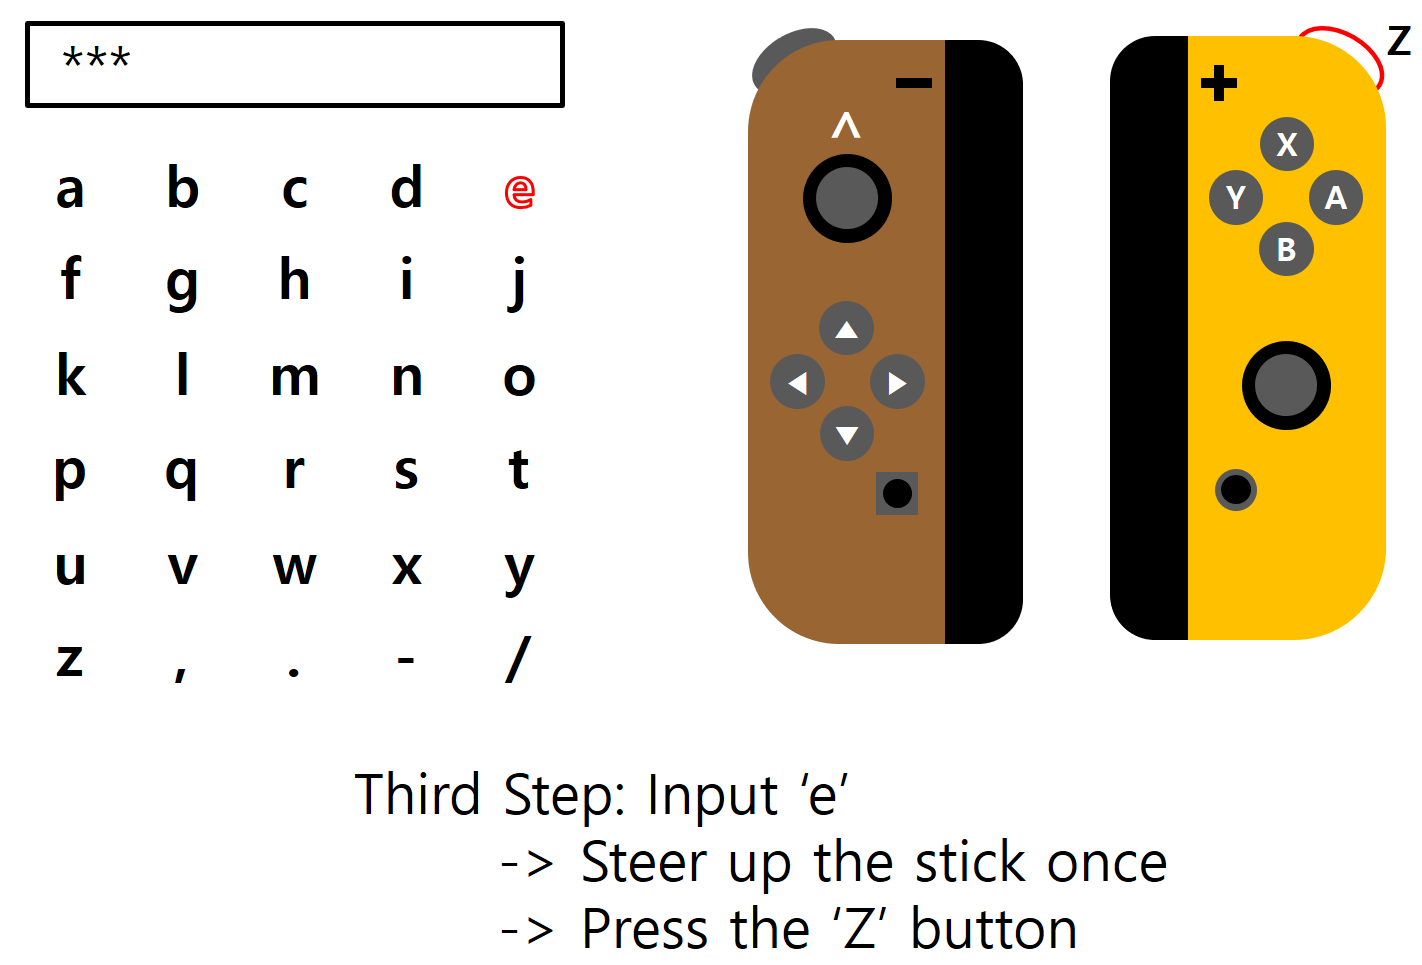 ***
a b c d e
f g h i j
k l m n o
p q r s t
u v w x y
z , . - /
− + Z
^
X
Y A
B
Third Step: Input ‘e’
-> Steer up the stick once
-> Press the ‘Z’ button